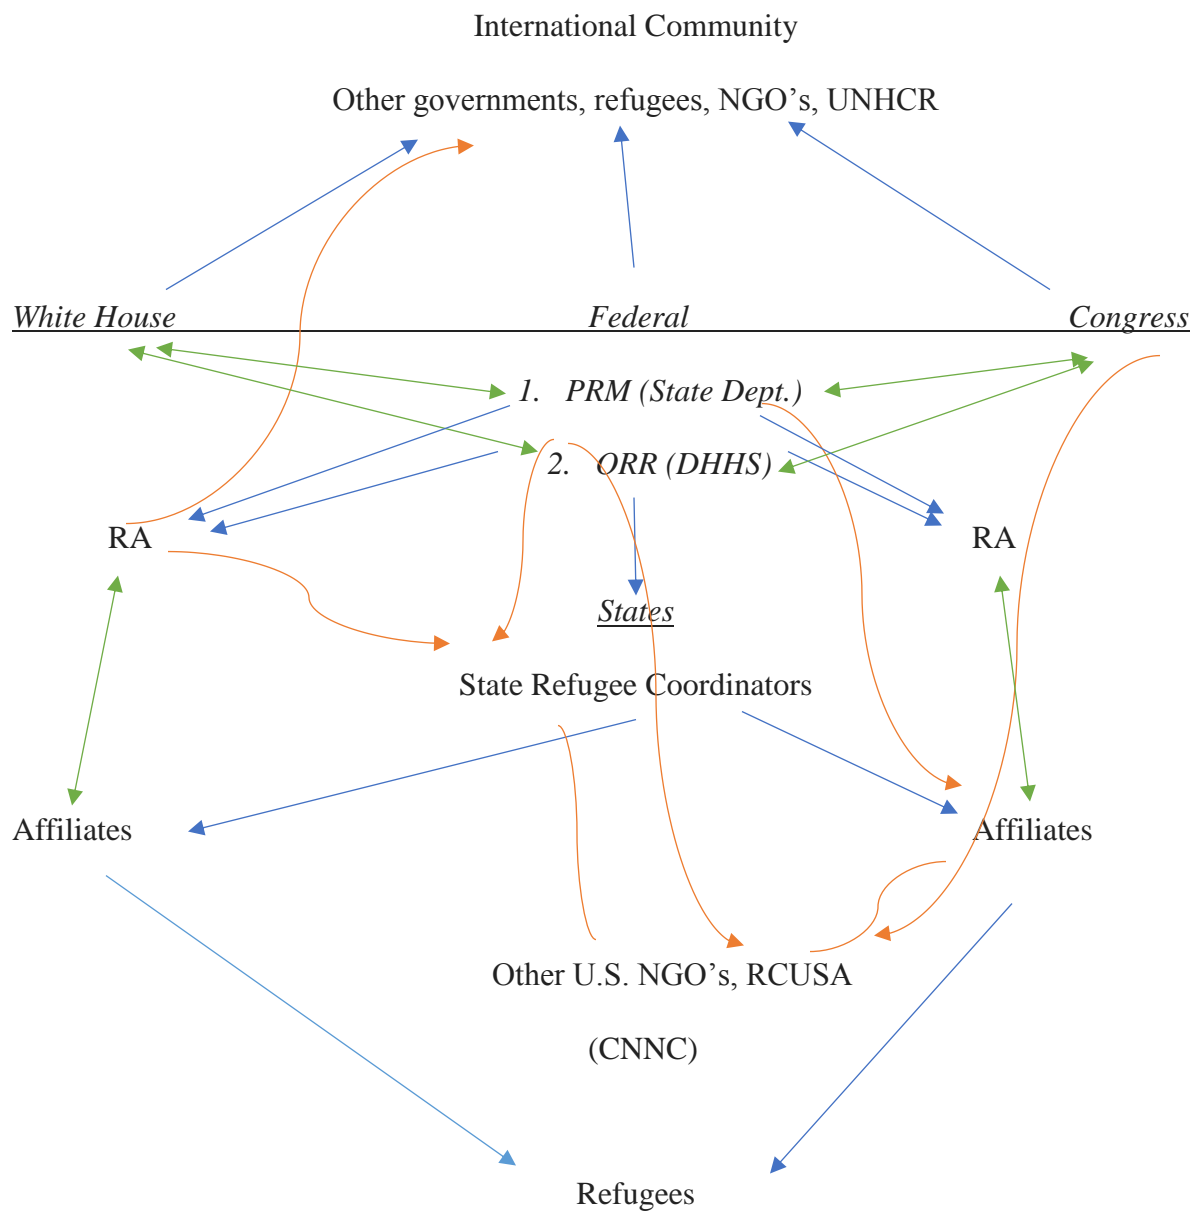 International Community
Other governments, refugees, NGO’s, UNHCR
White House Federal Congress
1. PRM (State Dept.)
2. ORR (DHHS)
RA RA
States
State Refugee Coordinators
Affiliates Affiliates
Other U.S. NGO’s, RCUSA
(CNNC)
Refugees